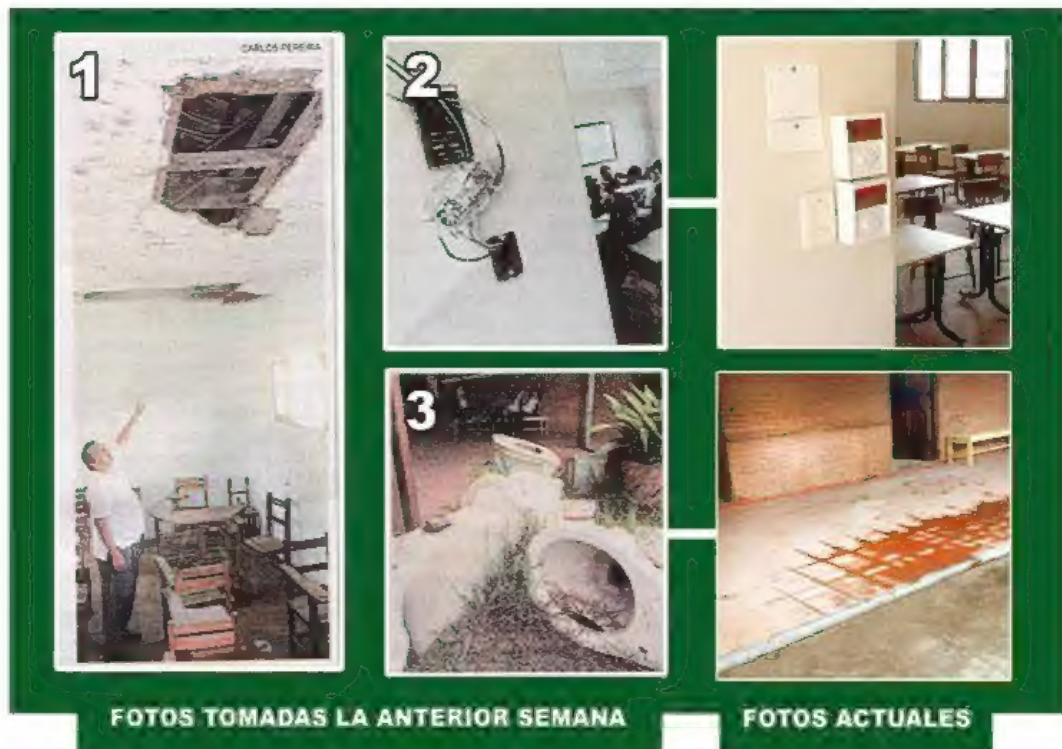 CARLOS PEREIRA
1
2
3
FOTOS TOMADAS LA ANTERIOR SEMANA
FOTOS ACTUALES